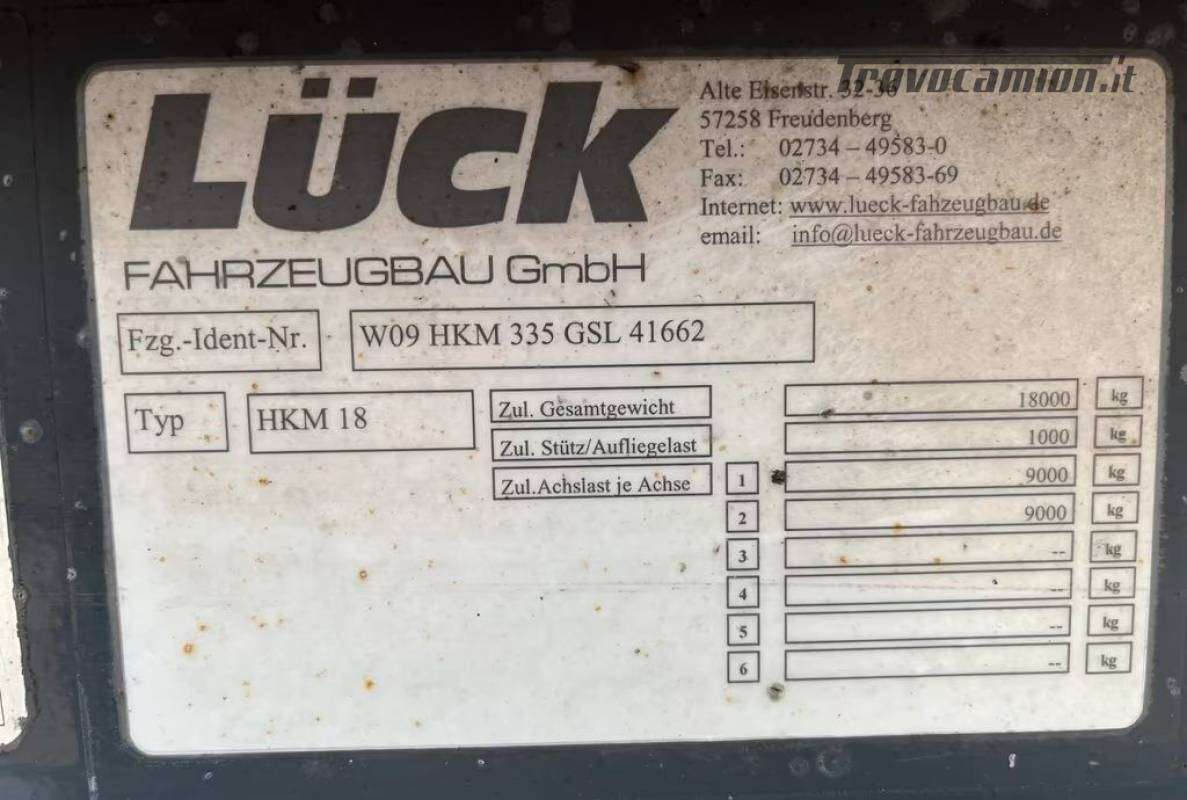 Trovocamion.it
LÜCK
FAHRZEUGBAU GmbH
Alte Eisenstr. 32-36
57258 Freudenberg
Tel.: 02734 – 49583-0
Fax: 02734 – 49583-69
Internet: www.lueck-fahzeugbau.de
email: info@lueck-fahrzeugbau.de
Fzg.-Ident-Nr. W09 HKM 335 GSL 41662
Typ HKM 18
Zul. Gesamtgewicht 18000 kg
Zul. Stütz/Aufliegelast 1000 kg
Zul.Achslast je Achse 1 9000 kg
2 9000 kg
3 -- kg
4 -- kg
5 -- kg
6 -- kg